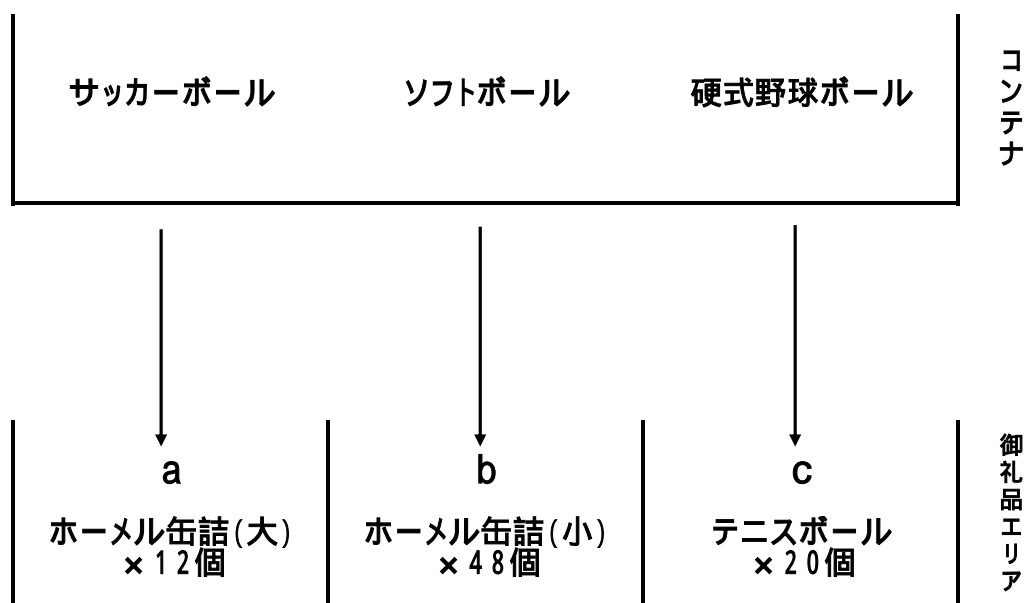 サッカーボール
ソフトボール
硬式野球ボール
コンテナ
a
ホーメル缶詰(大)
×12個
b
ホーメル缶詰(小)
×48個
c
テニスボール
×20個
御礼品エリア